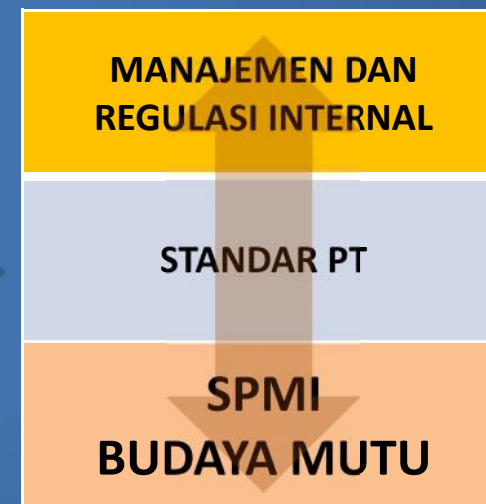 MANAJEMEN DAN
REGULASI INTERNAL
STANDAR PT
SPMI
BUDAYA MUTU